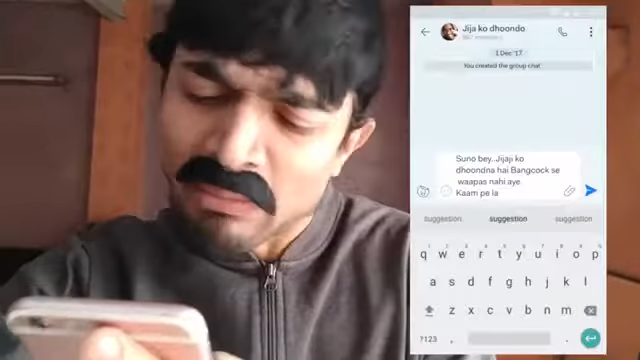 Jija ko dhoondo
1 Dec '17
You created the group chat
Suno bey..Jijaji ko
dhoondna hai Bangcock se
waapas nahi aye.
Kaam pe la
suggestion
suggestion
suggestion
q w e r t y u i o p
a s d f g h j k l
z x c v b n m
?123 , .